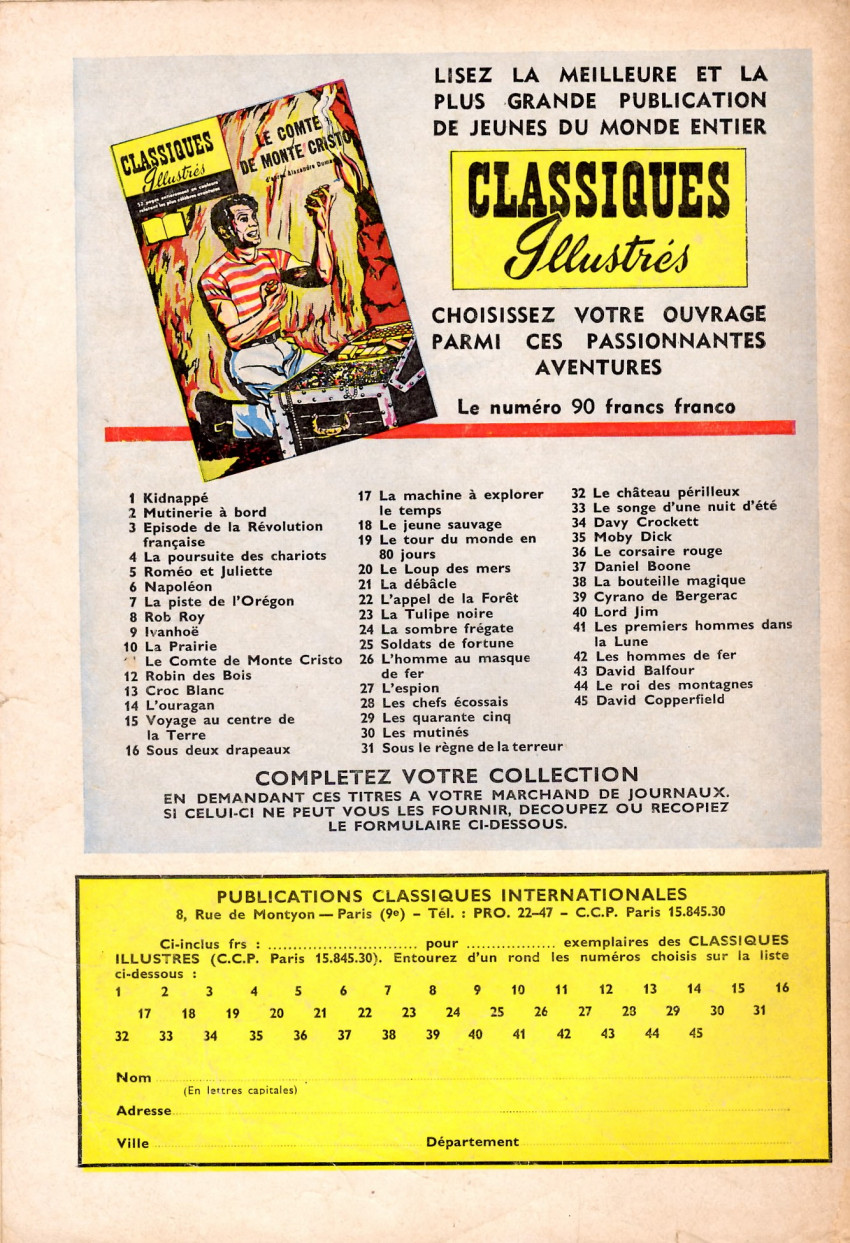 CLASSIQUES
Illustrés
52 pages entièrement en couleurs
relatant les plus célèbres aventures
LE COMTE
DE MONTE CRISTO
d'après Alexandre Dumas
LISEZ LA MEILLEURE ET LA
PLUS GRANDE PUBLICATION
DE JEUNES DU MONDE ENTIER
CLASSIQUES
Illustrés
CHOISISSEZ VOTRE OUVRAGE
PARMI CES PASSIONNANTES
AVENTURES
Le numéro 90 francs franco
1 Kidnappé
2 Mutinerie à bord
3 Episode de la Révolution
française
4 La poursuite des chariots
5 Roméo et Juliette
6 Napoléon
7 La piste de l'Orégon
8 Rob Roy
9 Ivanhoë
10 La Prairie
Le Comte de Monte Cristo
12 Robin des Bois
13 Croc Blanc
14 L'ouragan
15 Voyage au centre de
la Terre
16 Sous deux drapeaux
17 La machine à explorer
le temps
18 Le jeune sauvage
19 Le tour du monde en
80 jours
20 Le Loup des mers
21 La débâcle
22 L'appel de la Forêt
23 La Tulipe noire
24 La sombre frégate
25 Soldats de fortune
26 L'homme au masque
de fer
27 L'espion
28 Les chefs écossais
29 Les quarante cinq
30 Les mutinés
31 Sous le règne de la terreur
32 Le château périlleux
33 Le songe d'une nuit d'été
34 Davy Crockett
35 Moby Dick
36 Le corsaire rouge
37 Daniel Boone
38 La bouteille magique
39 Cyrano de Bergerac
40 Lord Jim
41 Les premiers hommes dans
la Lune
42 Les hommes de fer
43 David Balfour
44 Le roi des montagnes
45 David Copperfield
COMPLETEZ VOTRE COLLECTION
EN DEMANDANT CES TITRES A VOTRE MARCHAND DE JOURNAUX.
SI CELUI-CI NE PEUT VOUS LES FOURNIR, DECOUPEZ OU RECOPIEZ
LE FORMULAIRE CI-DESSOUS.
PUBLICATIONS CLASSIQUES INTERNATIONALES
8, Rue de Montyon — Paris (9e) – Tél. : PRO. 22–47 – C.C.P. Paris 15.845.30
Ci-inclus frs : ............................ pour ................. exemplaires des CLASSIQUES
ILLUSTRES (C.C.P. Paris 15.845.30). Entourez d'un rond les numéros choisis sur la liste
ci-dessous :
1 2 3 4 5 6 7 8 9 10 11 12 13 14 15 16
17 18 19 20 21 22 23 24 25 26 27 28 29 30 31
32 33 34 35 36 37 38 39 40 41 42 43 44 45
Nom
(En lettres capitales)
Adresse
Ville Département